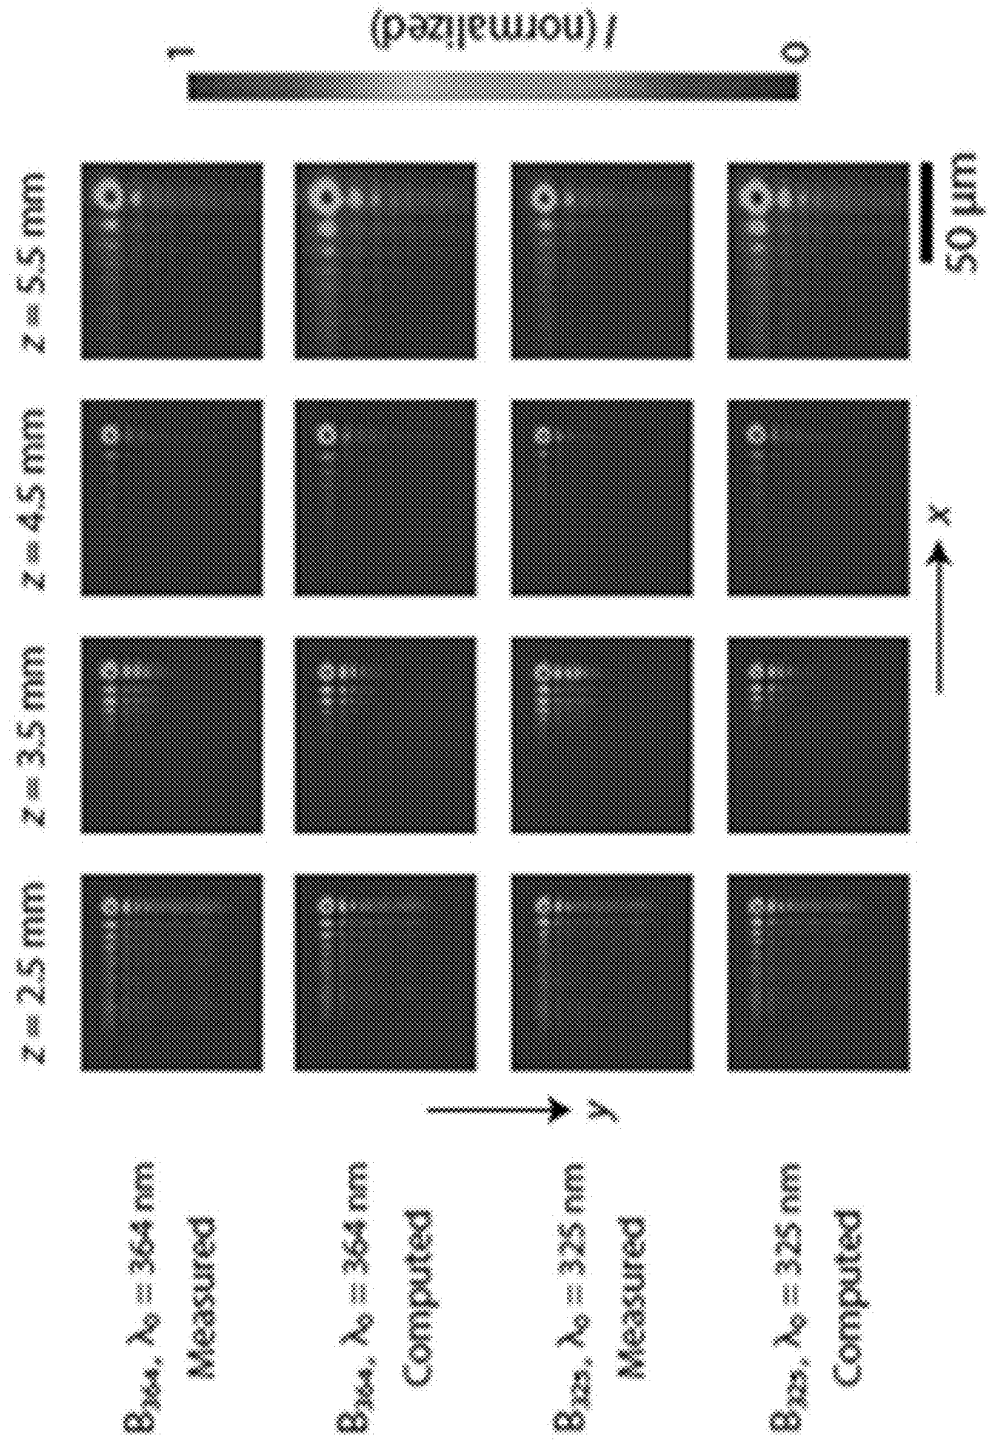 z = 2.5 mm
z = 3.5 mm
z = 4.5 mm
z = 5.5 mm
B₃₆₄, λ₀ = 364 nm
Measured
B₃₆₄, λ₀ = 364 nm
Computed
B₃₂₅, λ₀ = 325 nm
Measured
B₃₂₅, λ₀ = 325 nm
Computed
y
x
50 μm
1
I (normalized)
0